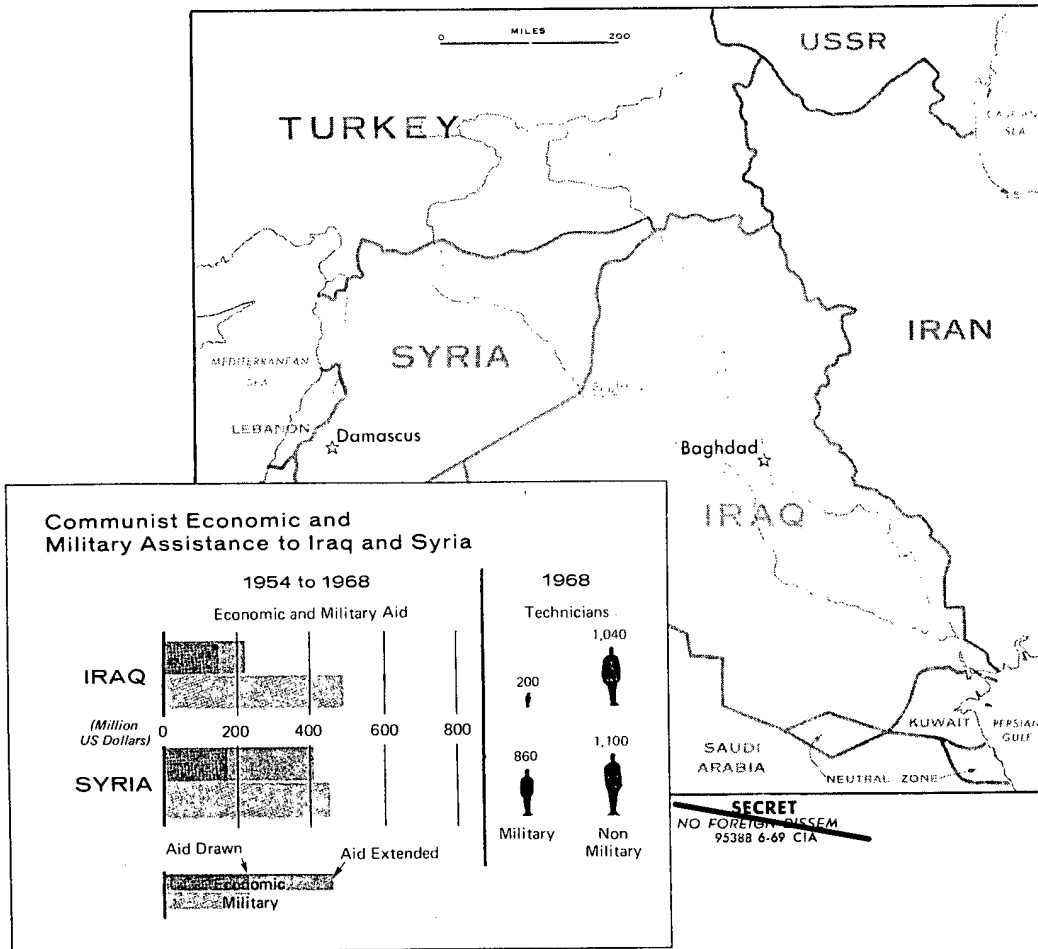 MILES
0 200
USSR
TURKEY
CASPIAN
SEA
IRAN
SYRIA
MEDITERRANEAN
SEA
LEBANON
Damascus
Baghdad
IRAQ
KUWAIT
PERSIAN
GULF
SAUDI
ARABIA
NEUTRAL ZONE
Communist Economic and
Military Assistance to Iraq and Syria
1954 to 1968
Economic and Military Aid
IRAQ
(Million
US Dollars)
0 200 400 600 800
SYRIA
Aid Drawn
Aid Extended
Economic
Military
1968
Technicians
1,040
200
860
1,100
Military
Non
Military
SECRET
NO FOREIGN DISSEM
95388 6-69 CIA